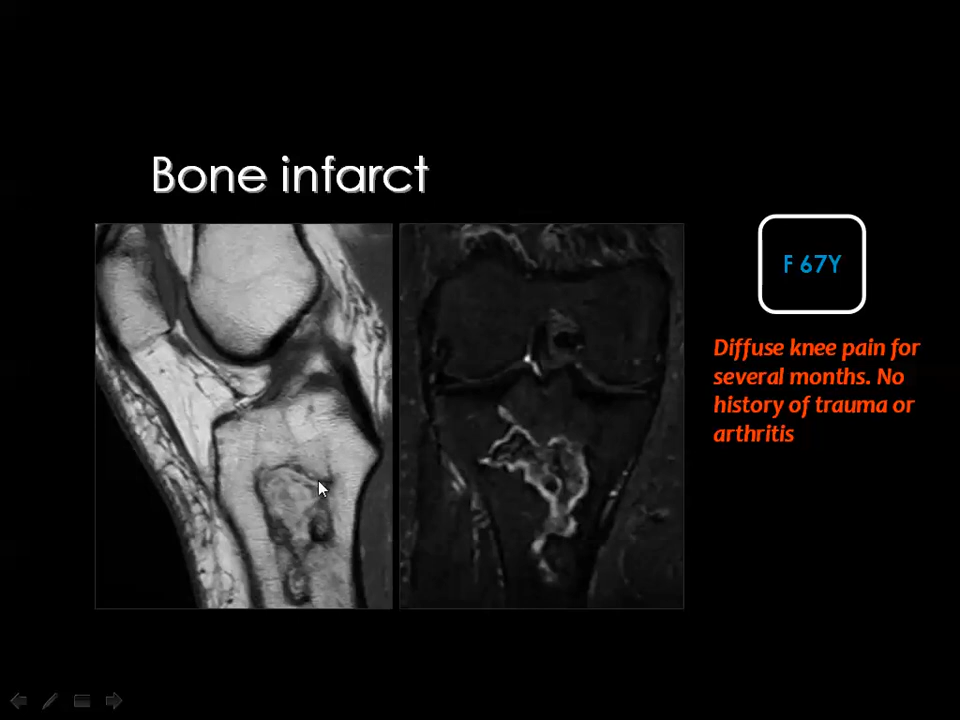 Bone infarct
F 67Y
Diffuse knee pain for
several months. No
history of trauma or
arthritis